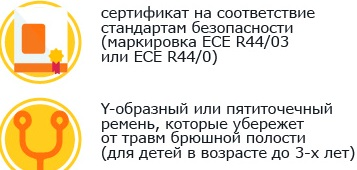 сертификат на соответствие
стандартам безопасности
(маркировка ECE R44/03
или ECE R44/0)
Y-образный или пятиточечный
ремень, которые убережет
от травм брюшной полости
(для детей в возрасте до 3-х лет)